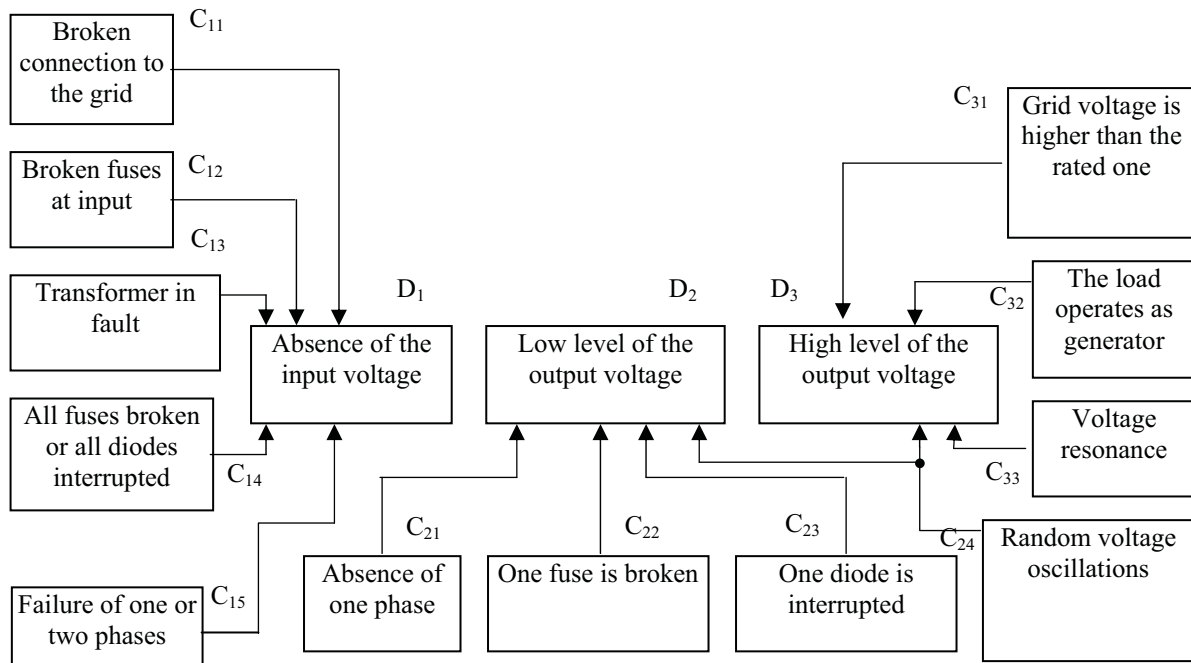 C₁₁
Broken
connection to
the grid
C₁₂
Broken fuses
at input
C₁₃
Transformer in
fault
All fuses broken
or all diodes
interrupted
C₁₄
Failure of one or
two phases
C₁₅
D₁
Absence of the
input voltage
D₂
Low level of the
output voltage
D₃
High level of the
output voltage
C₂₁
Absence of
one phase
C₂₂
One fuse is broken
C₂₃
One diode is
interrupted
C₂₄
Random voltage
oscillations
C₃₁
Grid voltage is
higher than the
rated one
C₃₂
The load
operates as
generator
C₃₃
Voltage
resonance